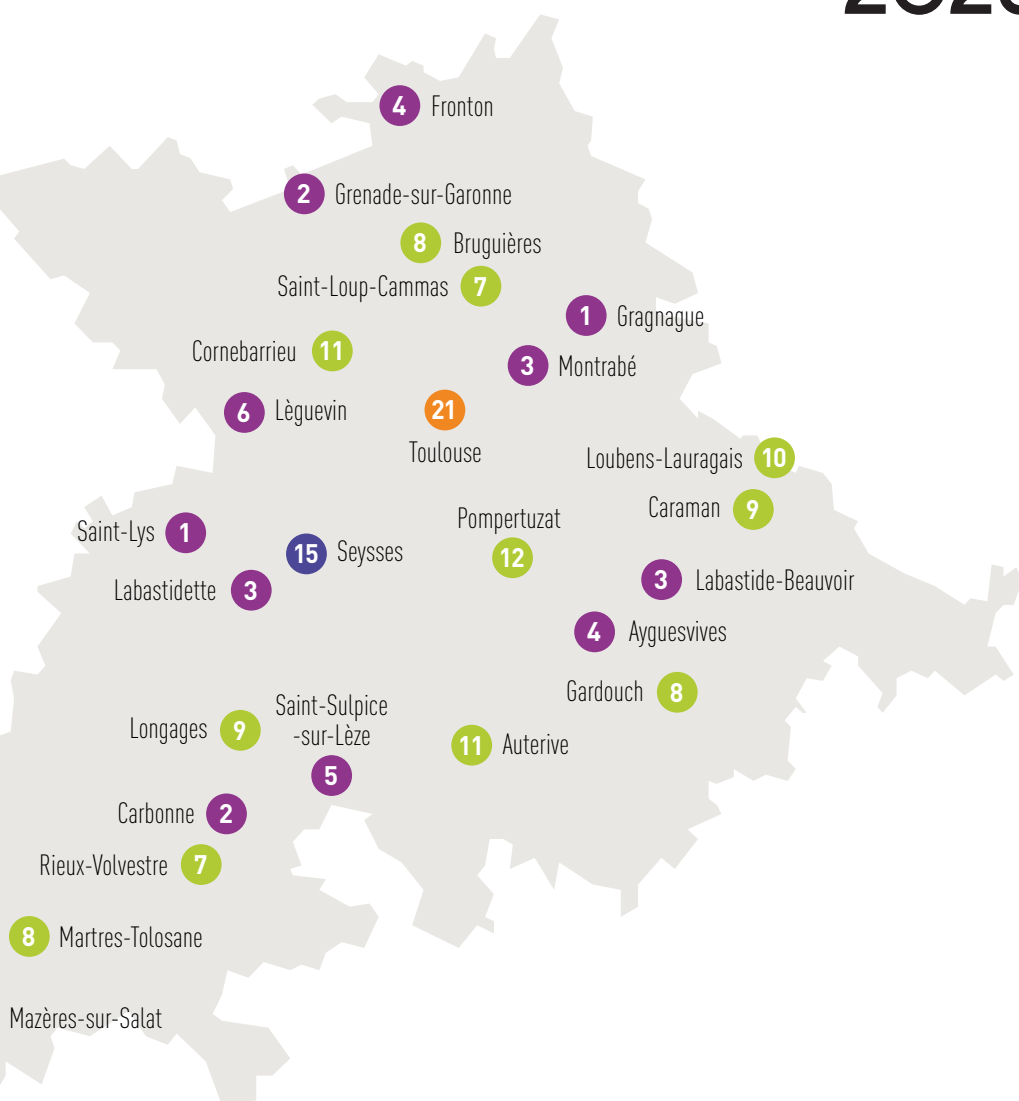 4 Fronton
2 Grenade-sur-Garonne
8 Bruguières
Saint-Loup-Cammas 7
1 Gragnague
Cornebarrieu 11
3 Montrabé
6 Lèguevin
21
Toulouse
Loubens-Lauragais 10
Caraman 9
Pompertuzat
12
Saint-Lys 1
15 Seysses
Labastidette 3
3 Labastide-Beauvoir
4 Ayguesvives
Gardouch 8
Saint-Sulpice
-sur-Lèze
5
Longages 9
11 Auterive
Carbonne 2
Rieux-Volvestre 7
8 Martres-Tolosane
Mazères-sur-Salat